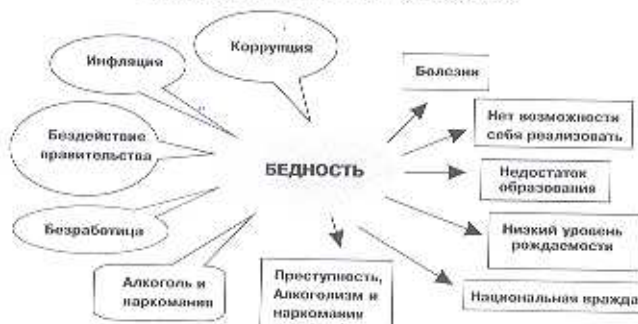 Коррупция
Инфляция
Бездействие
правительства
Безработица
Алкоголь и
наркомания
БЕДНОСТЬ
Болезни
Нет возможности
себя реализовать
Недостаток
образования
Низкий уровень
рождаемости
Национальная вражда
Преступность,
Алкоголизм и
наркомания